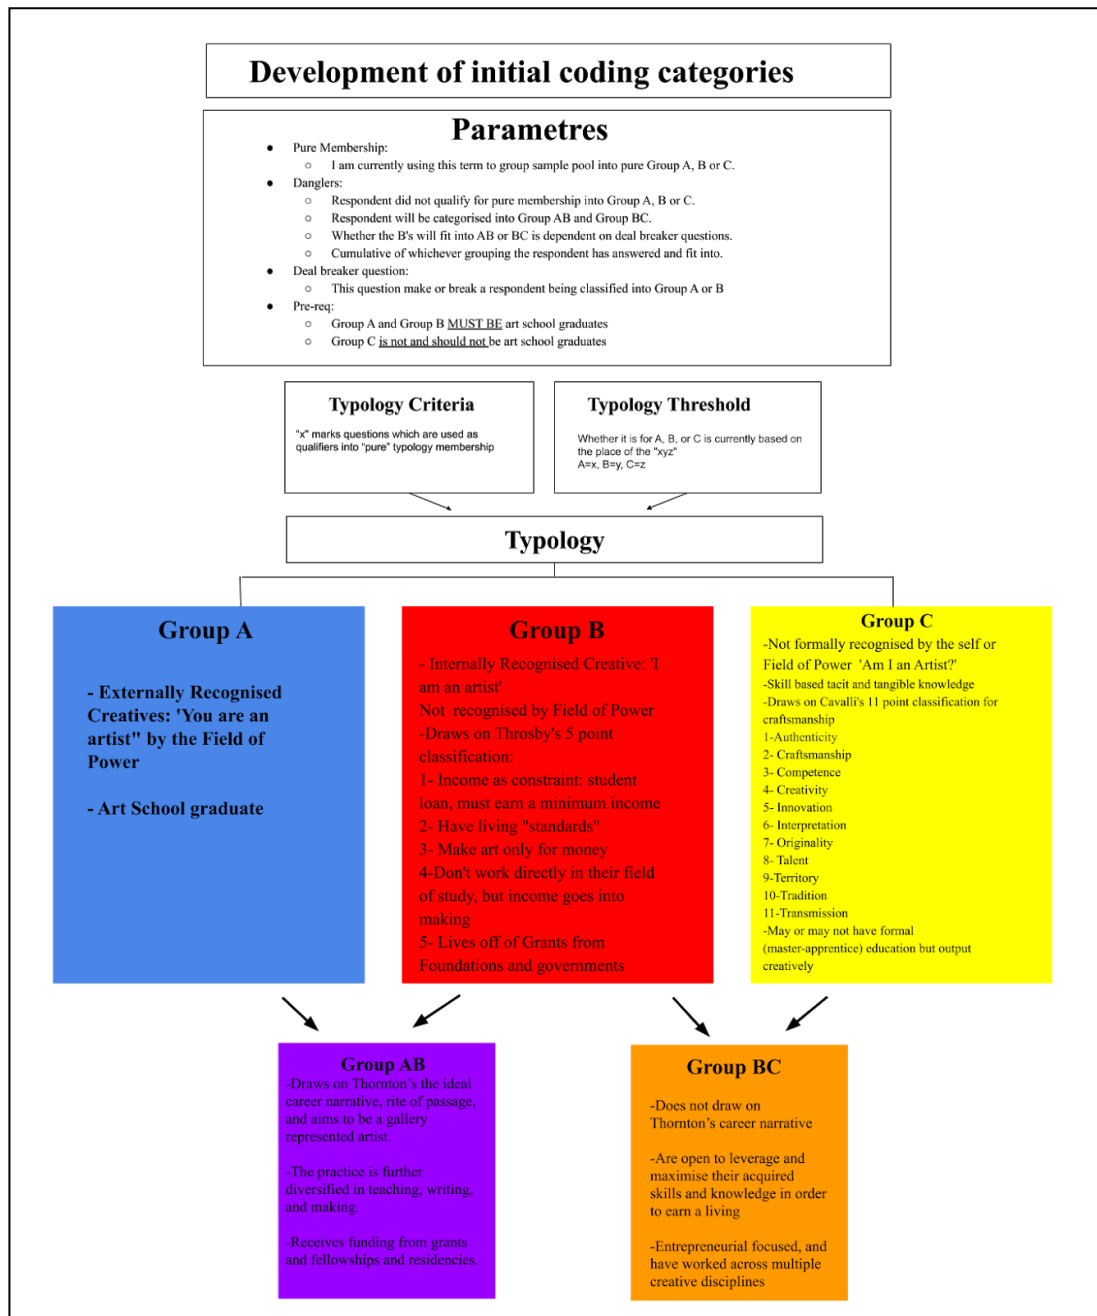 Development of initial coding categories
Parametres
● Pure Membership:
○ I am currently using this term to group sample pool into pure Group A, B or C.
● Danglers:
○ Respondent did not qualify for pure membership into Group A, B or C.
○ Respondent will be categorised into Group AB and Group BC.
○ Whether the B's will fit into AB or BC is dependent on deal breaker questions.
○ Cumulative of whichever grouping the respondent has answered and fit into.
● Deal breaker question:
○ This question make or break a respondent being classified into Group A or B
● Pre-req:
○ Group A and Group B MUST BE art school graduates
○ Group C is not and should not be art school graduates
Typology Criteria
"x" marks questions which are used as
qualifiers into "pure" typology membership
Typology Threshold
Whether it is for A, B, or C is currently based on
the place of the "xyz"
A=x, B=y, C=z
Typology
Group A
- Externally Recognised
Creatives: 'You are an
artist" by the Field of
Power
- Art School graduate
Group B
- Internally Recognised Creative: 'I
am an artist'
Not recognised by Field of Power
-Draws on Throsby's 5 point
classification:
1- Income as constraint: student
loan, must earn a minimum income
2- Have living "standards"
3- Make art only for money
4-Don't work directly in their field
of study, but income goes into
making
5- Lives off of Grants from
Foundations and governments
Group C
-Not formally recognised by the self or
Field of Power 'Am I an Artist?'
-Skill based tacit and tangible knowledge
-Draws on Cavalli's 11 point classification for
craftsmanship
1-Authenticity
2- Craftsmanship
3- Competence
4- Creativity
5- Innovation
6- Interpretation
7- Originality
8- Talent
9-Territory
10-Tradition
11-Transmission
-May or may not have formal
(master-apprentice) education but output
creatively
Group AB
-Draws on Thornton's the ideal
career narrative, rite of passage,
and aims to be a gallery
represented artist.
-The practice is further
diversified in teaching, writing,
and making.
-Receives funding from grants
and fellowships and residencies.
Group BC
-Does not draw on
Thornton's career narrative
-Are open to leverage and
maximise their acquired
skills and knowledge in order
to earn a living
-Entrepreneurial focused, and
have worked across multiple
creative disciplines